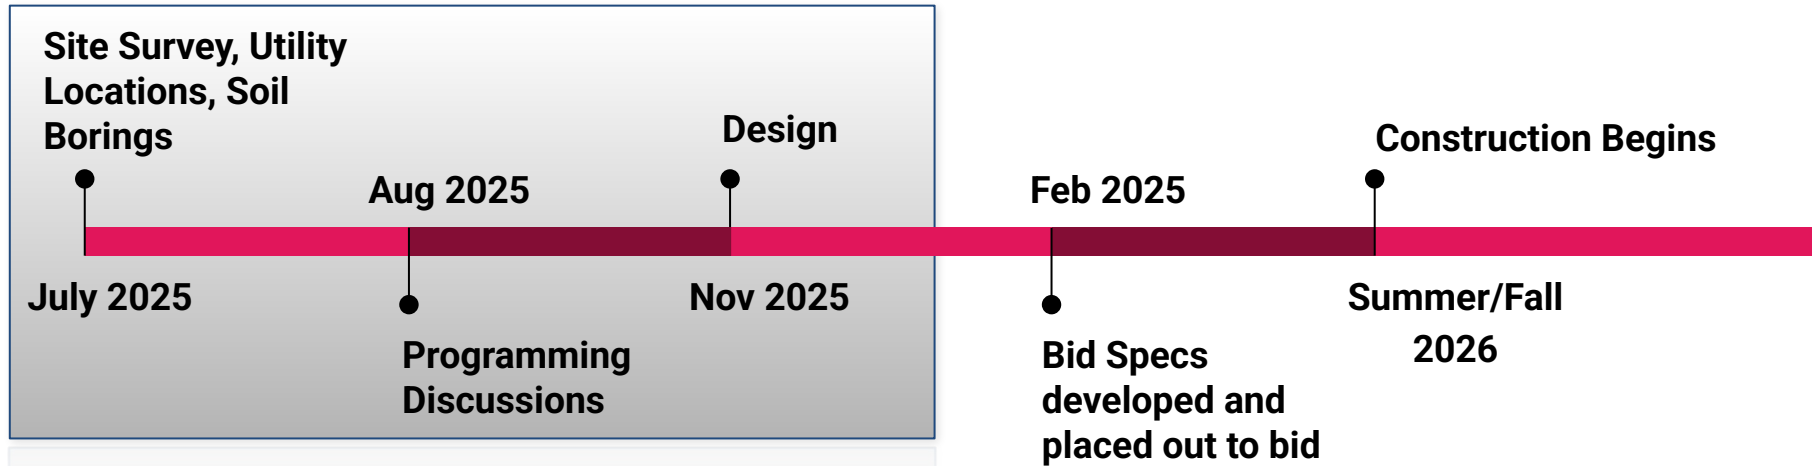 Site Survey, Utility
Locations, Soil
Borings
July 2025
Aug 2025
Programming
Discussions
Design
Nov 2025
Feb 2025
Bid Specs
developed and
placed out to bid
Construction Begins
Summer/Fall
2026